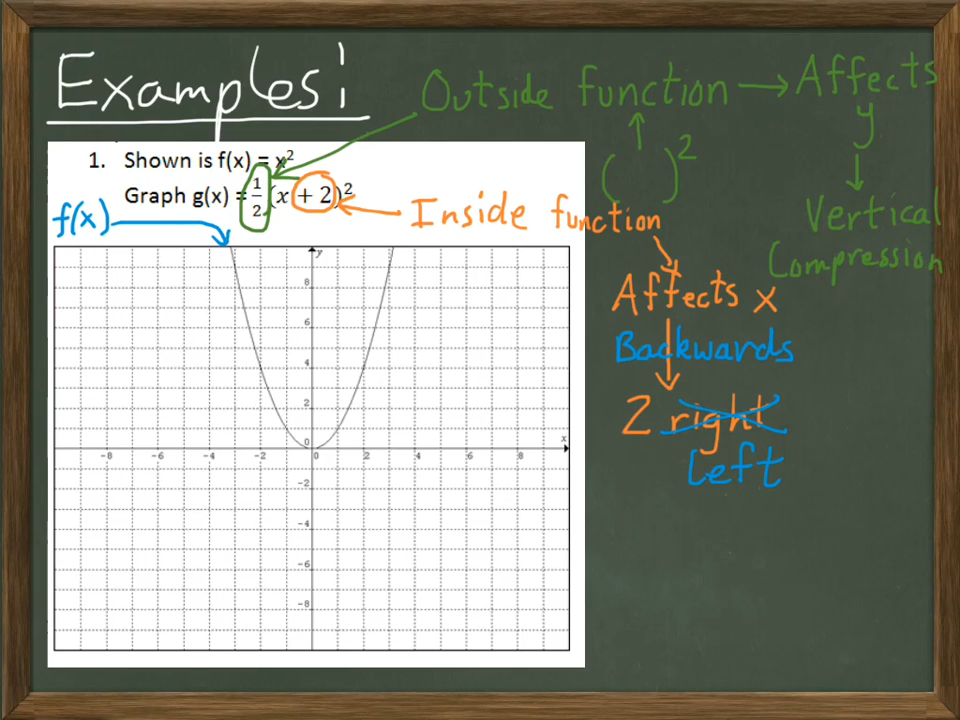 Examples!
Outside function → Affects
y
( )²
Vertical
Compression
1. Shown is f(x) = x²
Graph g(x) = 1/2 (x + 2)²
f(x)
Inside function
Affects x
Backwards
2 right
Left
y
8
6
4
2
0
-8 -6 -4 -2 0 2 4 6 8 x
-2
-4
-6
-8